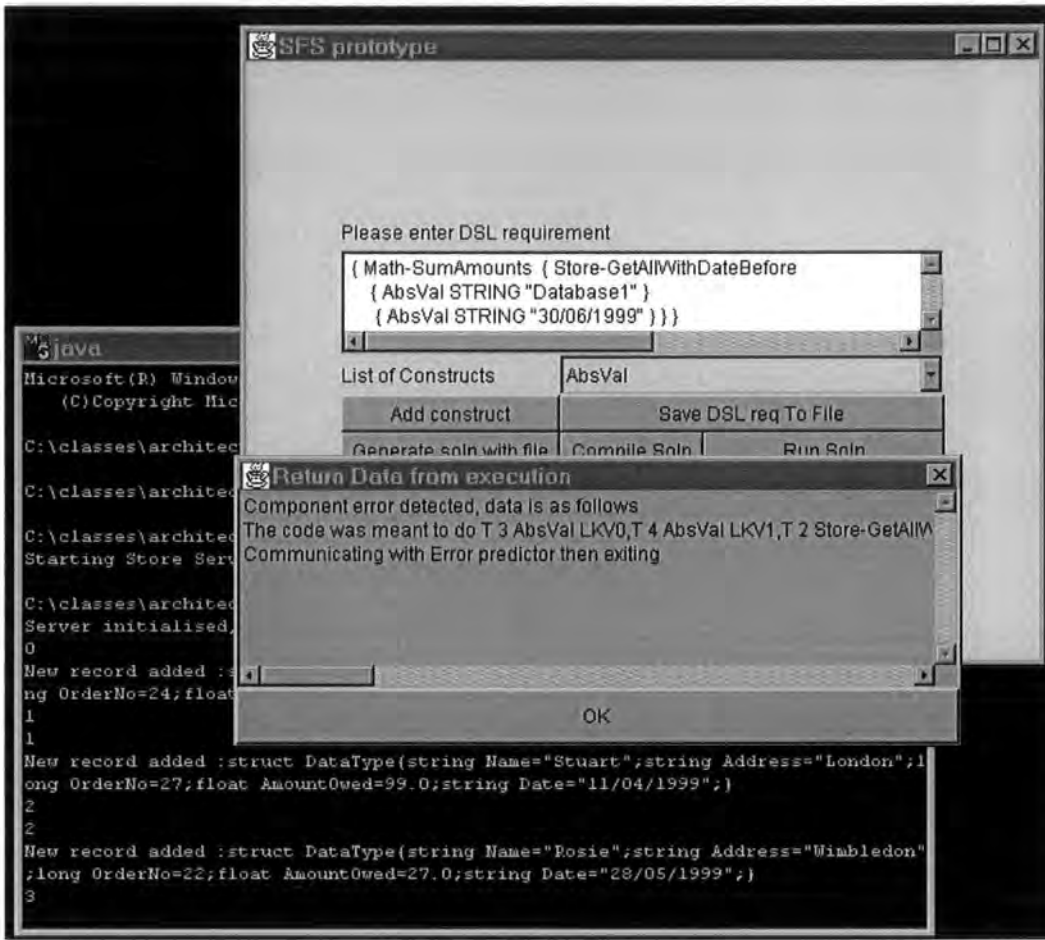 SFS prototype
Please enter DSL requirement
{ Math-SumAmounts { Store-GetAllWithDateBefore
{ AbsVal STRING "Database1" }
{ AbsVal STRING "30/06/1999" } } }
List of Constructs
AbsVal
Add construct
Save DSL req To File
Generate soln with file
Compile Soln
Run Soln
Return Data from execution
Component error detected, data is as follows
The code was meant to do T 3 AbsVal LKV0,T 4 AbsVal LKV1,T 2 Store-GetAllW
Communicating with Error predictor then exiting
OK
java
Microsoft(R) Window
(C)Copyright Mic
C:\classes\architec
C:\classes\architec
C:\classes\architec
Starting Store Serv
C:\classes\architec
Server initialised,
0
New record added :s
ng OrderNo=24;float
1
1
New record added :struct DataType{string Name="Stuart";string Address="London";l
ong OrderNo=27;float AmountOwed=99.0;string Date="11/04/1999";}
2
2
New record added :struct DataType{string Name="Rosie";string Address="Wimbledon"
;long OrderNo=22;float AmountOwed=27.0;string Date="28/05/1999";}
3